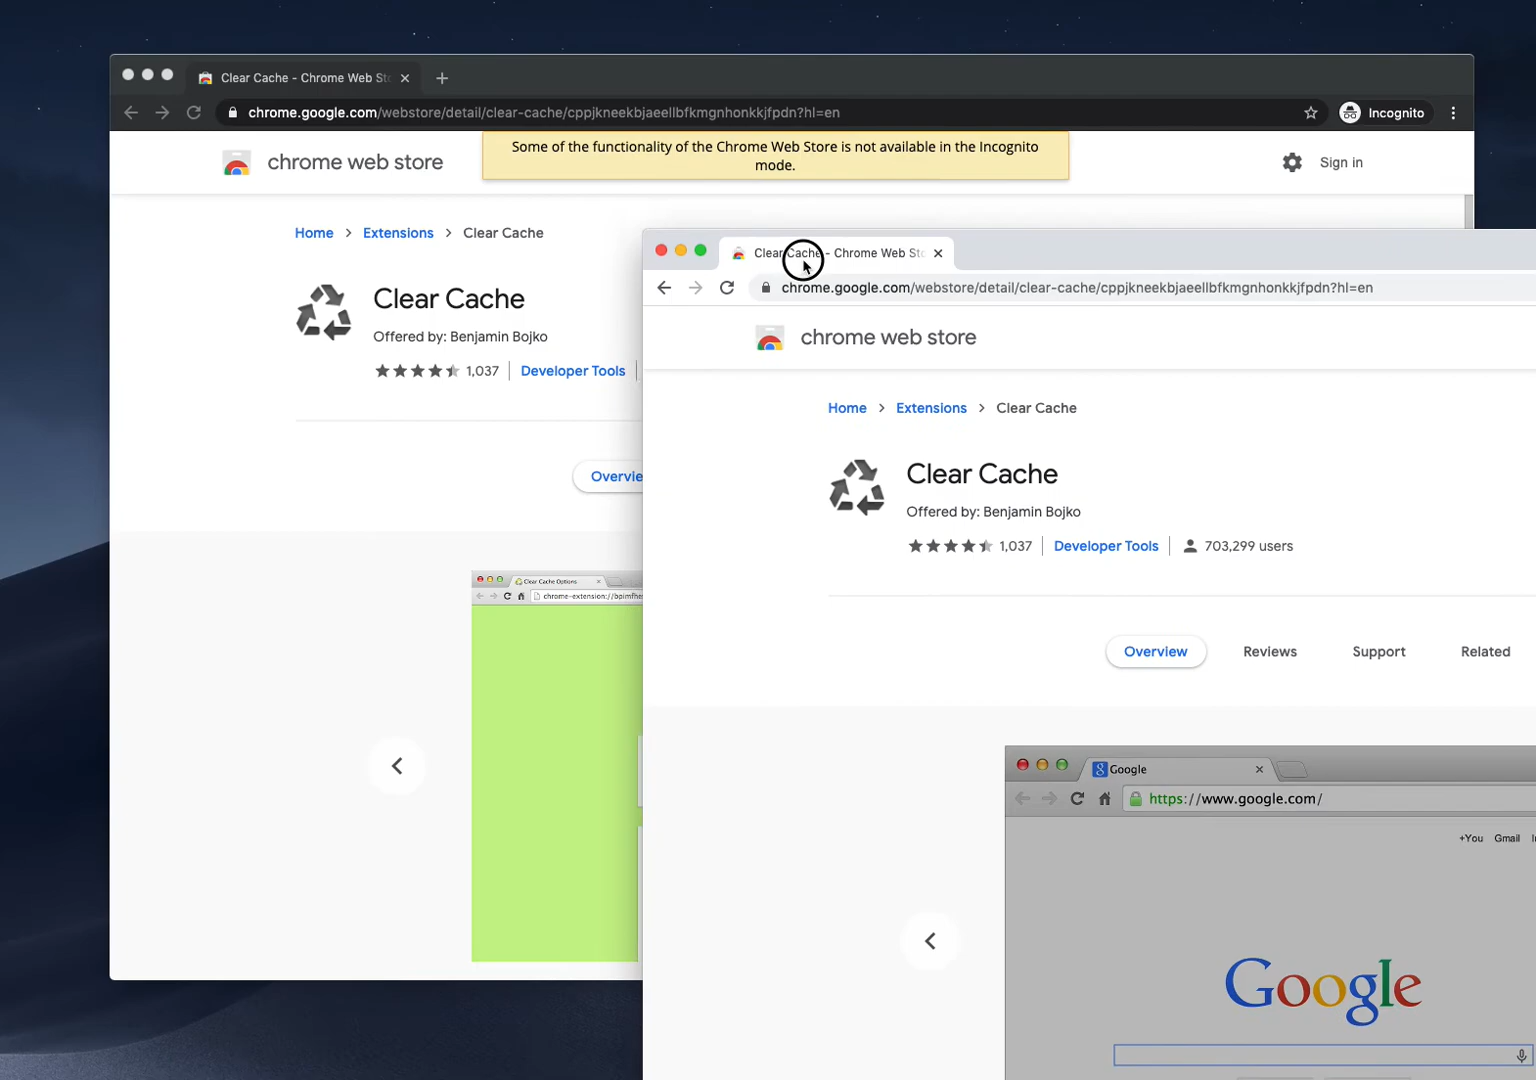 Clear Cache - Chrome Web St
chrome.google.com/webstore/detail/clear-cache/cppjkneekbjaeellbfkmgnhonkkjfpdn?hl=en
Incognito
chrome web store
Some of the functionality of the Chrome Web Store is not available in the Incognito
mode.
Sign in
Home > Extensions > Clear Cache
Clear Cache
Offered by: Benjamin Bojko
1,037
Developer Tools
Overvie
Clear Cache Options
Clear Cache - Chrome Web St
chrome.google.com/webstore/detail/clear-cache/cppjkneekbjaeellbfkmgnhonkkjfpdn?hl=en
chrome web store
Home > Extensions > Clear Cache
Clear Cache
Offered by: Benjamin Bojko
1,037
Developer Tools
703,299 users
Overview
Reviews
Support
Related
Google
https://www.google.com/
+You Gmail
Google